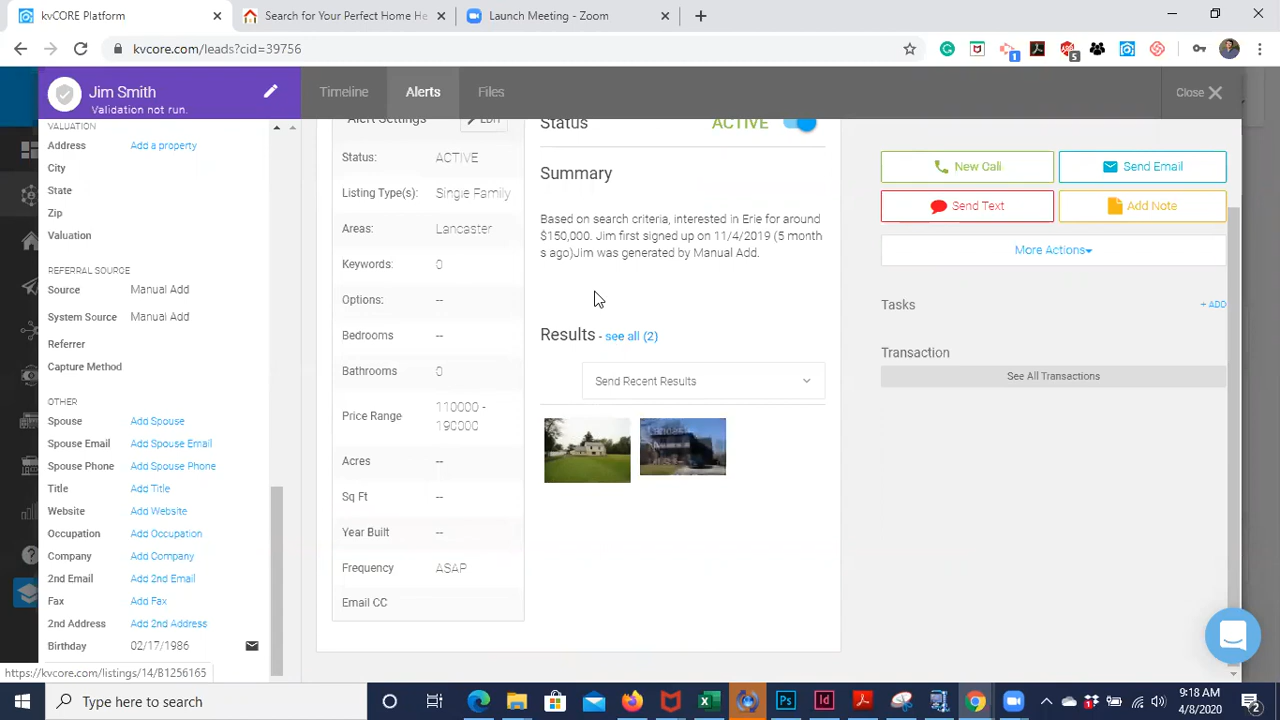 kvCORE Platform
Search for Your Perfect Home He
Launch Meeting - Zoom
kvcore.com/leads?cid=39756
1
5
Jim Smith
Validation not run.
Timeline
Alerts
Files
Close
VALUATION
Address Add a property
City
State
Zip
Valuation
REFERRAL SOURCE
Source Manual Add
System Source Manual Add
Referrer
Capture Method
OTHER
Spouse Add Spouse
Spouse Email Add Spouse Email
Spouse Phone Add Spouse Phone
Title Add Title
Website Add Website
Occupation Add Occupation
Company Add Company
2nd Email Add 2nd Email
Fax Add Fax
2nd Address Add 2nd Address
Birthday 02/17/1986
Alert Settings Edit
Status: ACTIVE
Listing Type(s): Single Family
Areas: Lancaster
Keywords: 0
Options: --
Bedrooms --
Bathrooms 0
Price Range 110000 -
190000
Acres --
Sq Ft --
Year Built --
Frequency ASAP
Email CC
Status ACTIVE
Summary
Based on search criteria, interested in Erie for around
$150,000. Jim first signed up on 11/4/2019 (5 month
s ago)Jim was generated by Manual Add.
Results - see all (2)
Send Recent Results
New Call
Send Email
Send Text
Add Note
More Actions
Tasks + ADD
Transaction
See All Transactions
https://kvcore.com/listings/14/B1256165
Type here to search
9:18 AM
4/8/2020
2